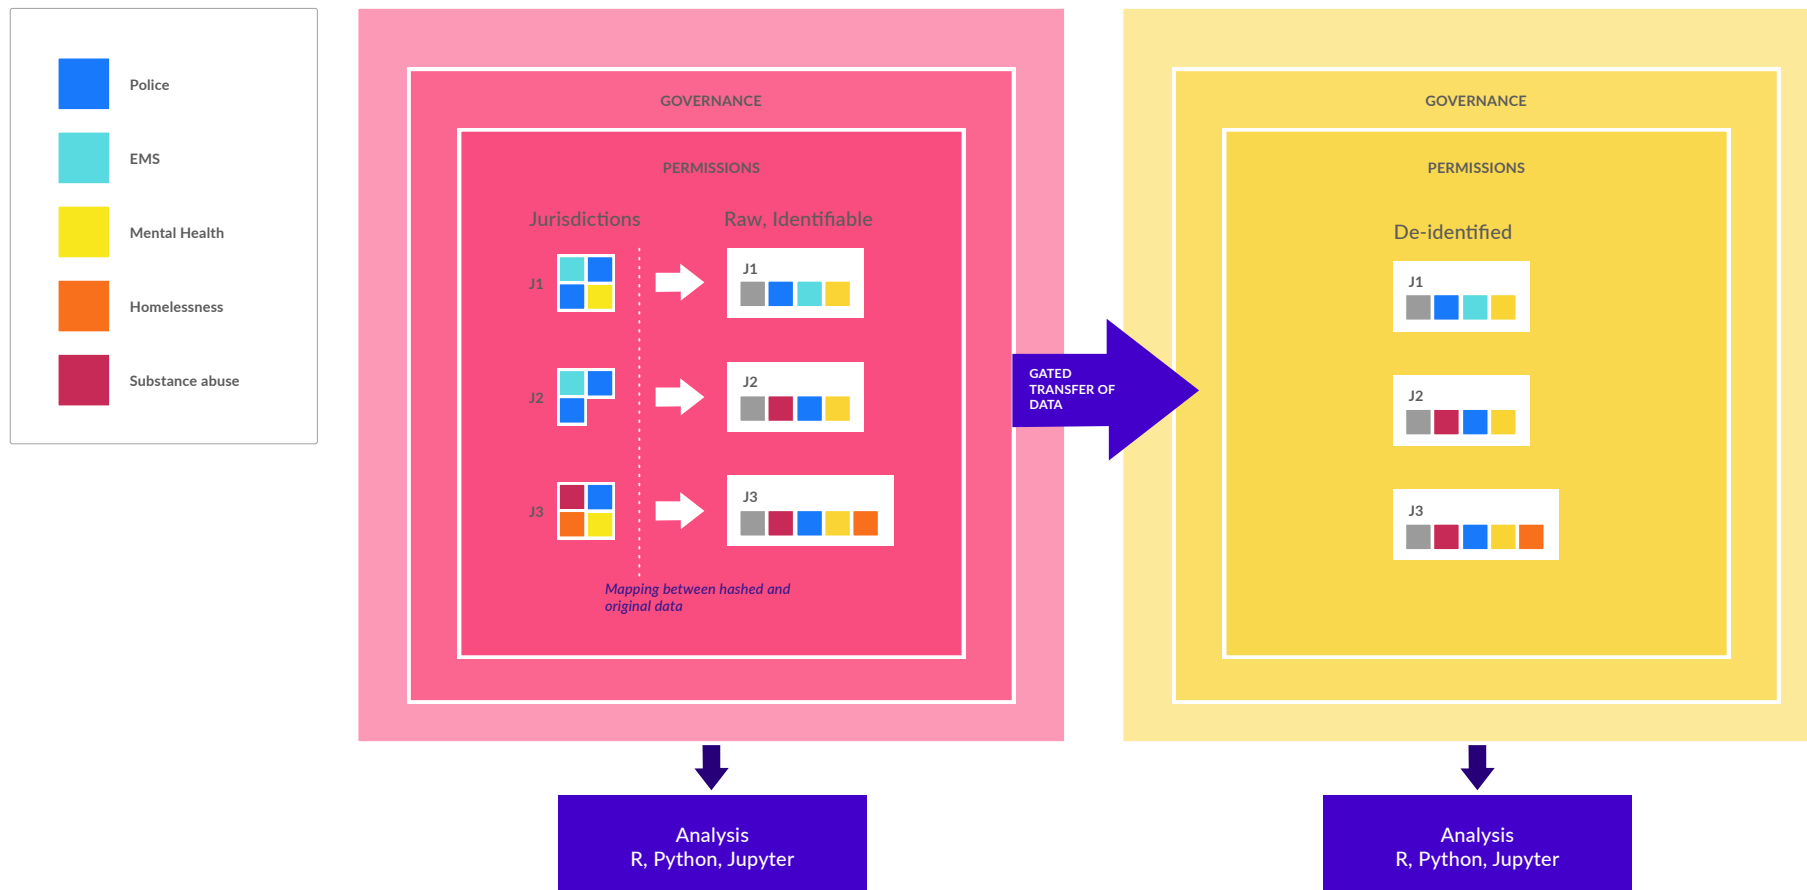 Police
EMS
Mental Health
Homelessness
Substance abuse
GOVERNANCE
PERMISSIONS
Jurisdictions
Raw, Identifiable
J1
J1
J2
J2
J3
J3
Mapping between hashed and
original data
GATED
TRANSFER OF
DATA
GOVERNANCE
PERMISSIONS
De-identified
J1
J2
J3
Analysis
R, Python, Jupyter
Analysis
R, Python, Jupyter